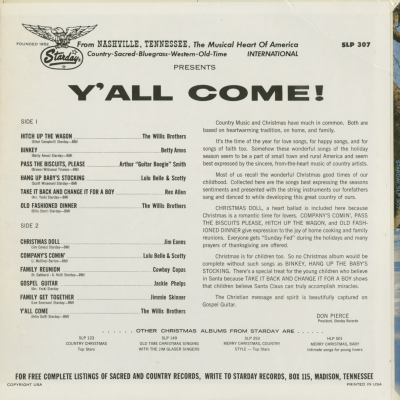 FOUNDED 1952
Starday
From NASHVILLE, TENNESSEE, The Musical Heart Of America
SLP 307
Country-Sacred-Bluegrass-Western-Old-Time INTERNATIONAL
PRESENTS
Y'ALL COME!
SIDE 1
HITCH UP THE WAGON The Willis Brothers
BINKEY Betty Amos
PASS THE BISCUITS, PLEASE Arthur "Guitar Boogie" Smith
HANG UP BABY'S STOCKING Lulu Belle & Scotty
TAKE IT BACK AND CHANGE IT FOR A BOY Rex Allen
OLD FASHIONED DINNER The Willis Brothers
SIDE 2
CHRISTMAS DOLL Jim Eanes
COMPANY'S COMIN' Lulu Belle & Scotty
FAMILY REUNION Cowboy Copas
GOSPEL GUITAR Jackie Phelps
FAMILY GET TOGETHER Jimmie Skinner
Y'ALL COME The Willis Brothers
Country Music and Christmas have much in common. Both are
based on heartwarming tradition, on home, and family.
It's the time of the year for love songs, for happy songs, and for
songs of faith too. Somehow these wonderful songs of the holiday
season seem to be a part of small town and rural America and seem
best expressed by the sincere, from-the-heart music of country artists.
Most of us recall the wonderful Christmas good times of our
childhood. Collected here are the songs best expressing the seasons
sentiments and presented with the string instruments our forefathers
sang and danced to while developing this great country of ours.
CHRISTMAS DOLL, a heart ballad is included here because
Christmas is a romantic time for lovers. COMPANY'S COMIN', PASS
THE BISCUITS PLEASE, HITCH UP THE WAGON, and OLD FASH-
IONED DINNER give expression to the joy of home cooking and family
reunions. Everyone gets "Sunday Fed" during the holidays and many
prayers of thanksgiving are offered.
Christmas is for children too. So no Christmas album would be
complete without such songs as BINKEY, HANG UP THE BABY'S
STOCKING. There's a special treat for the young children who believe
in Santa because TAKE IT BACK AND CHANGE IT FOR A BOY shows
that children believe Santa Claus can truly accomplish miracles.
The Christmas message and spirit is beautifully captured on
Gospel Guitar.
DON PIERCE
President, Starday Records
OTHER CHRISTMAS ALBUMS FROM STARDAY ARE
SLP 123
COUNTRY CHRISTMAS
Top Stars
OLD TIME CHRISTMAS SINGING
WITH THE JIM GLASER SINGERS
MERRY CHRISTMAS COUNTRY
STYLE — Top Stars
MERRY CHRISTMAS BABY
FOR FREE COMPLETE LISTINGS OF SACRED AND COUNTRY RECORDS, WRITE TO STARDAY RECORDS, BOX 115, MADISON, TENNESSEE
COPYRIGHT USA
PRINTED IN USA